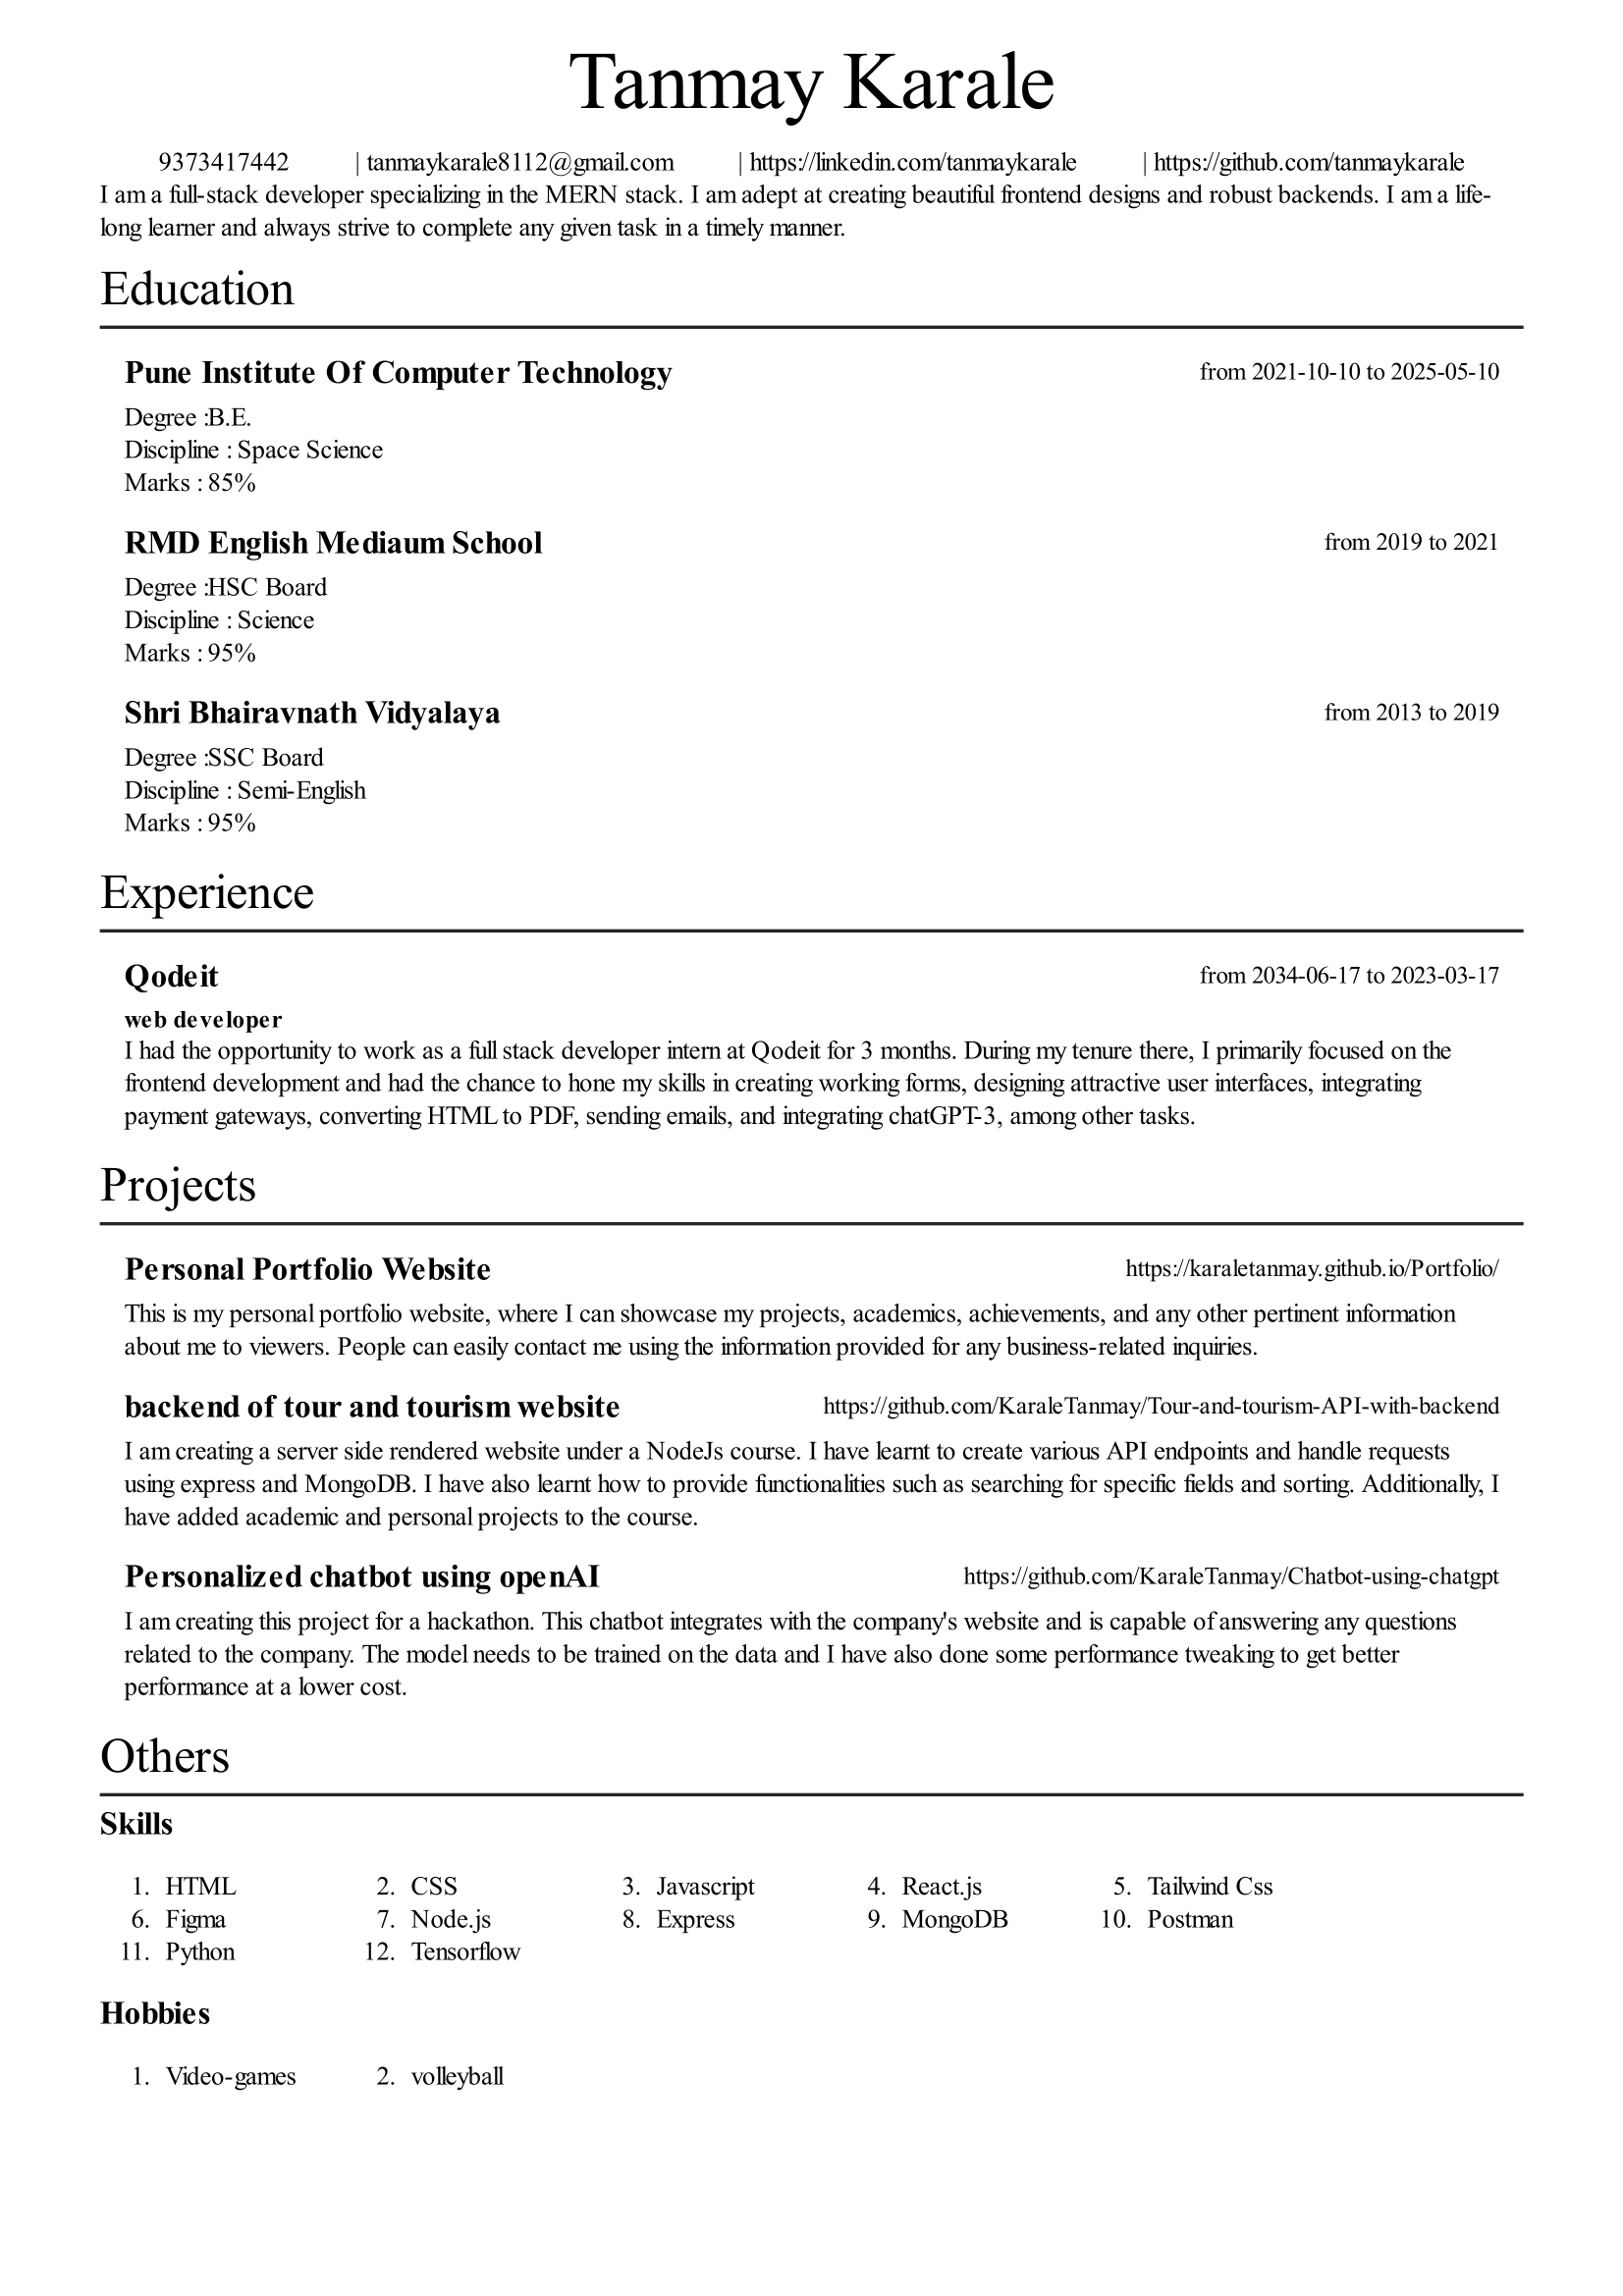 Tanmay Karale
9373417442 | tanmaykarale8112@gmail.com | https://linkedin.com/tanmaykarale | https://github.com/tanmaykarale
I am a full-stack developer specializing in the MERN stack. I am adept at creating beautiful frontend designs and robust backends. I am a life-
long learner and always strive to complete any given task in a timely manner.
Education
Pune Institute Of Computer Technology from 2021-10-10 to 2025-05-10
Degree :B.E.
Discipline : Space Science
Marks : 85%
RMD English Mediaum School from 2019 to 2021
Degree :HSC Board
Discipline : Science
Marks : 95%
Shri Bhairavnath Vidyalaya from 2013 to 2019
Degree :SSC Board
Discipline : Semi-English
Marks : 95%
Experience
Qodeit from 2034-06-17 to 2023-03-17
web developer
I had the opportunity to work as a full stack developer intern at Qodeit for 3 months. During my tenure there, I primarily focused on the
frontend development and had the chance to hone my skills in creating working forms, designing attractive user interfaces, integrating
payment gateways, converting HTML to PDF, sending emails, and integrating chatGPT-3, among other tasks.
Projects
Personal Portfolio Website https://karaletanmay.github.io/Portfolio/
This is my personal portfolio website, where I can showcase my projects, academics, achievements, and any other pertinent information
about me to viewers. People can easily contact me using the information provided for any business-related inquiries.
backend of tour and tourism website https://github.com/KaraleTanmay/Tour-and-tourism-API-with-backend
I am creating a server side rendered website under a NodeJs course. I have learnt to create various API endpoints and handle requests
using express and MongoDB. I have also learnt how to provide functionalities such as searching for specific fields and sorting. Additionally, I
have added academic and personal projects to the course.
Personalized chatbot using openAI https://github.com/KaraleTanmay/Chatbot-using-chatgpt
I am creating this project for a hackathon. This chatbot integrates with the company's website and is capable of answering any questions
related to the company. The model needs to be trained on the data and I have also done some performance tweaking to get better
performance at a lower cost.
Others
Skills
1. HTML 2. CSS 3. Javascript 4. React.js 5. Tailwind Css
6. Figma 7. Node.js 8. Express 9. MongoDB 10. Postman
11. Python 12. Tensorflow
Hobbies
1. Video-games 2. volleyball